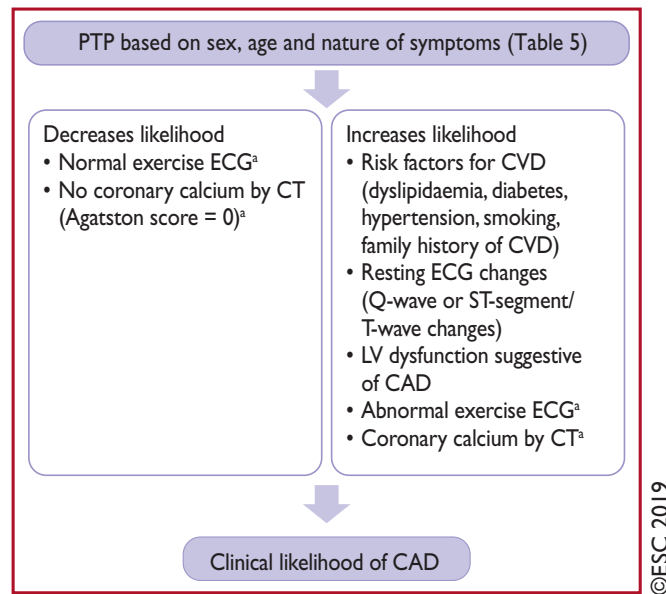 PTP based on sex, age and nature of symptoms (Table 5)
Decreases likelihood
• Normal exercise ECGᵃ
• No coronary calcium by CT
(Agatston score = 0)ᵃ
Increases likelihood
• Risk factors for CVD
(dyslipidaemia, diabetes,
hypertension, smoking,
family history of CVD)
• Resting ECG changes
(Q-wave or ST-segment/
T-wave changes)
• LV dysfunction suggestive
of CAD
• Abnormal exercise ECGᵃ
• Coronary calcium by CTᵃ
Clinical likelihood of CAD
©ESC 2019